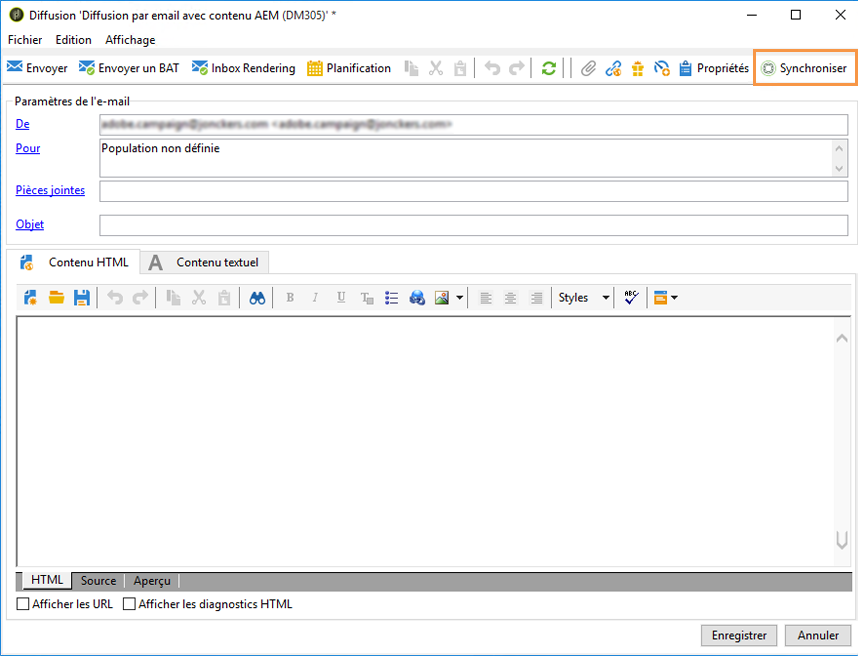 Diffusion 'Diffusion par email avec contenu AEM (DM305)' *
Fichier Edition Affichage
Envoyer Envoyer un BAT Inbox Rendering Planification Propriétés Synchroniser
Paramètres de l'e-mail
De
Pour Population non définie
Pièces jointes
Objet
Contenu HTML A Contenu textuel
B I U T Styles ABC
HTML Source Aperçu
Afficher les URL Afficher les diagnostics HTML
Enregistrer Annuler